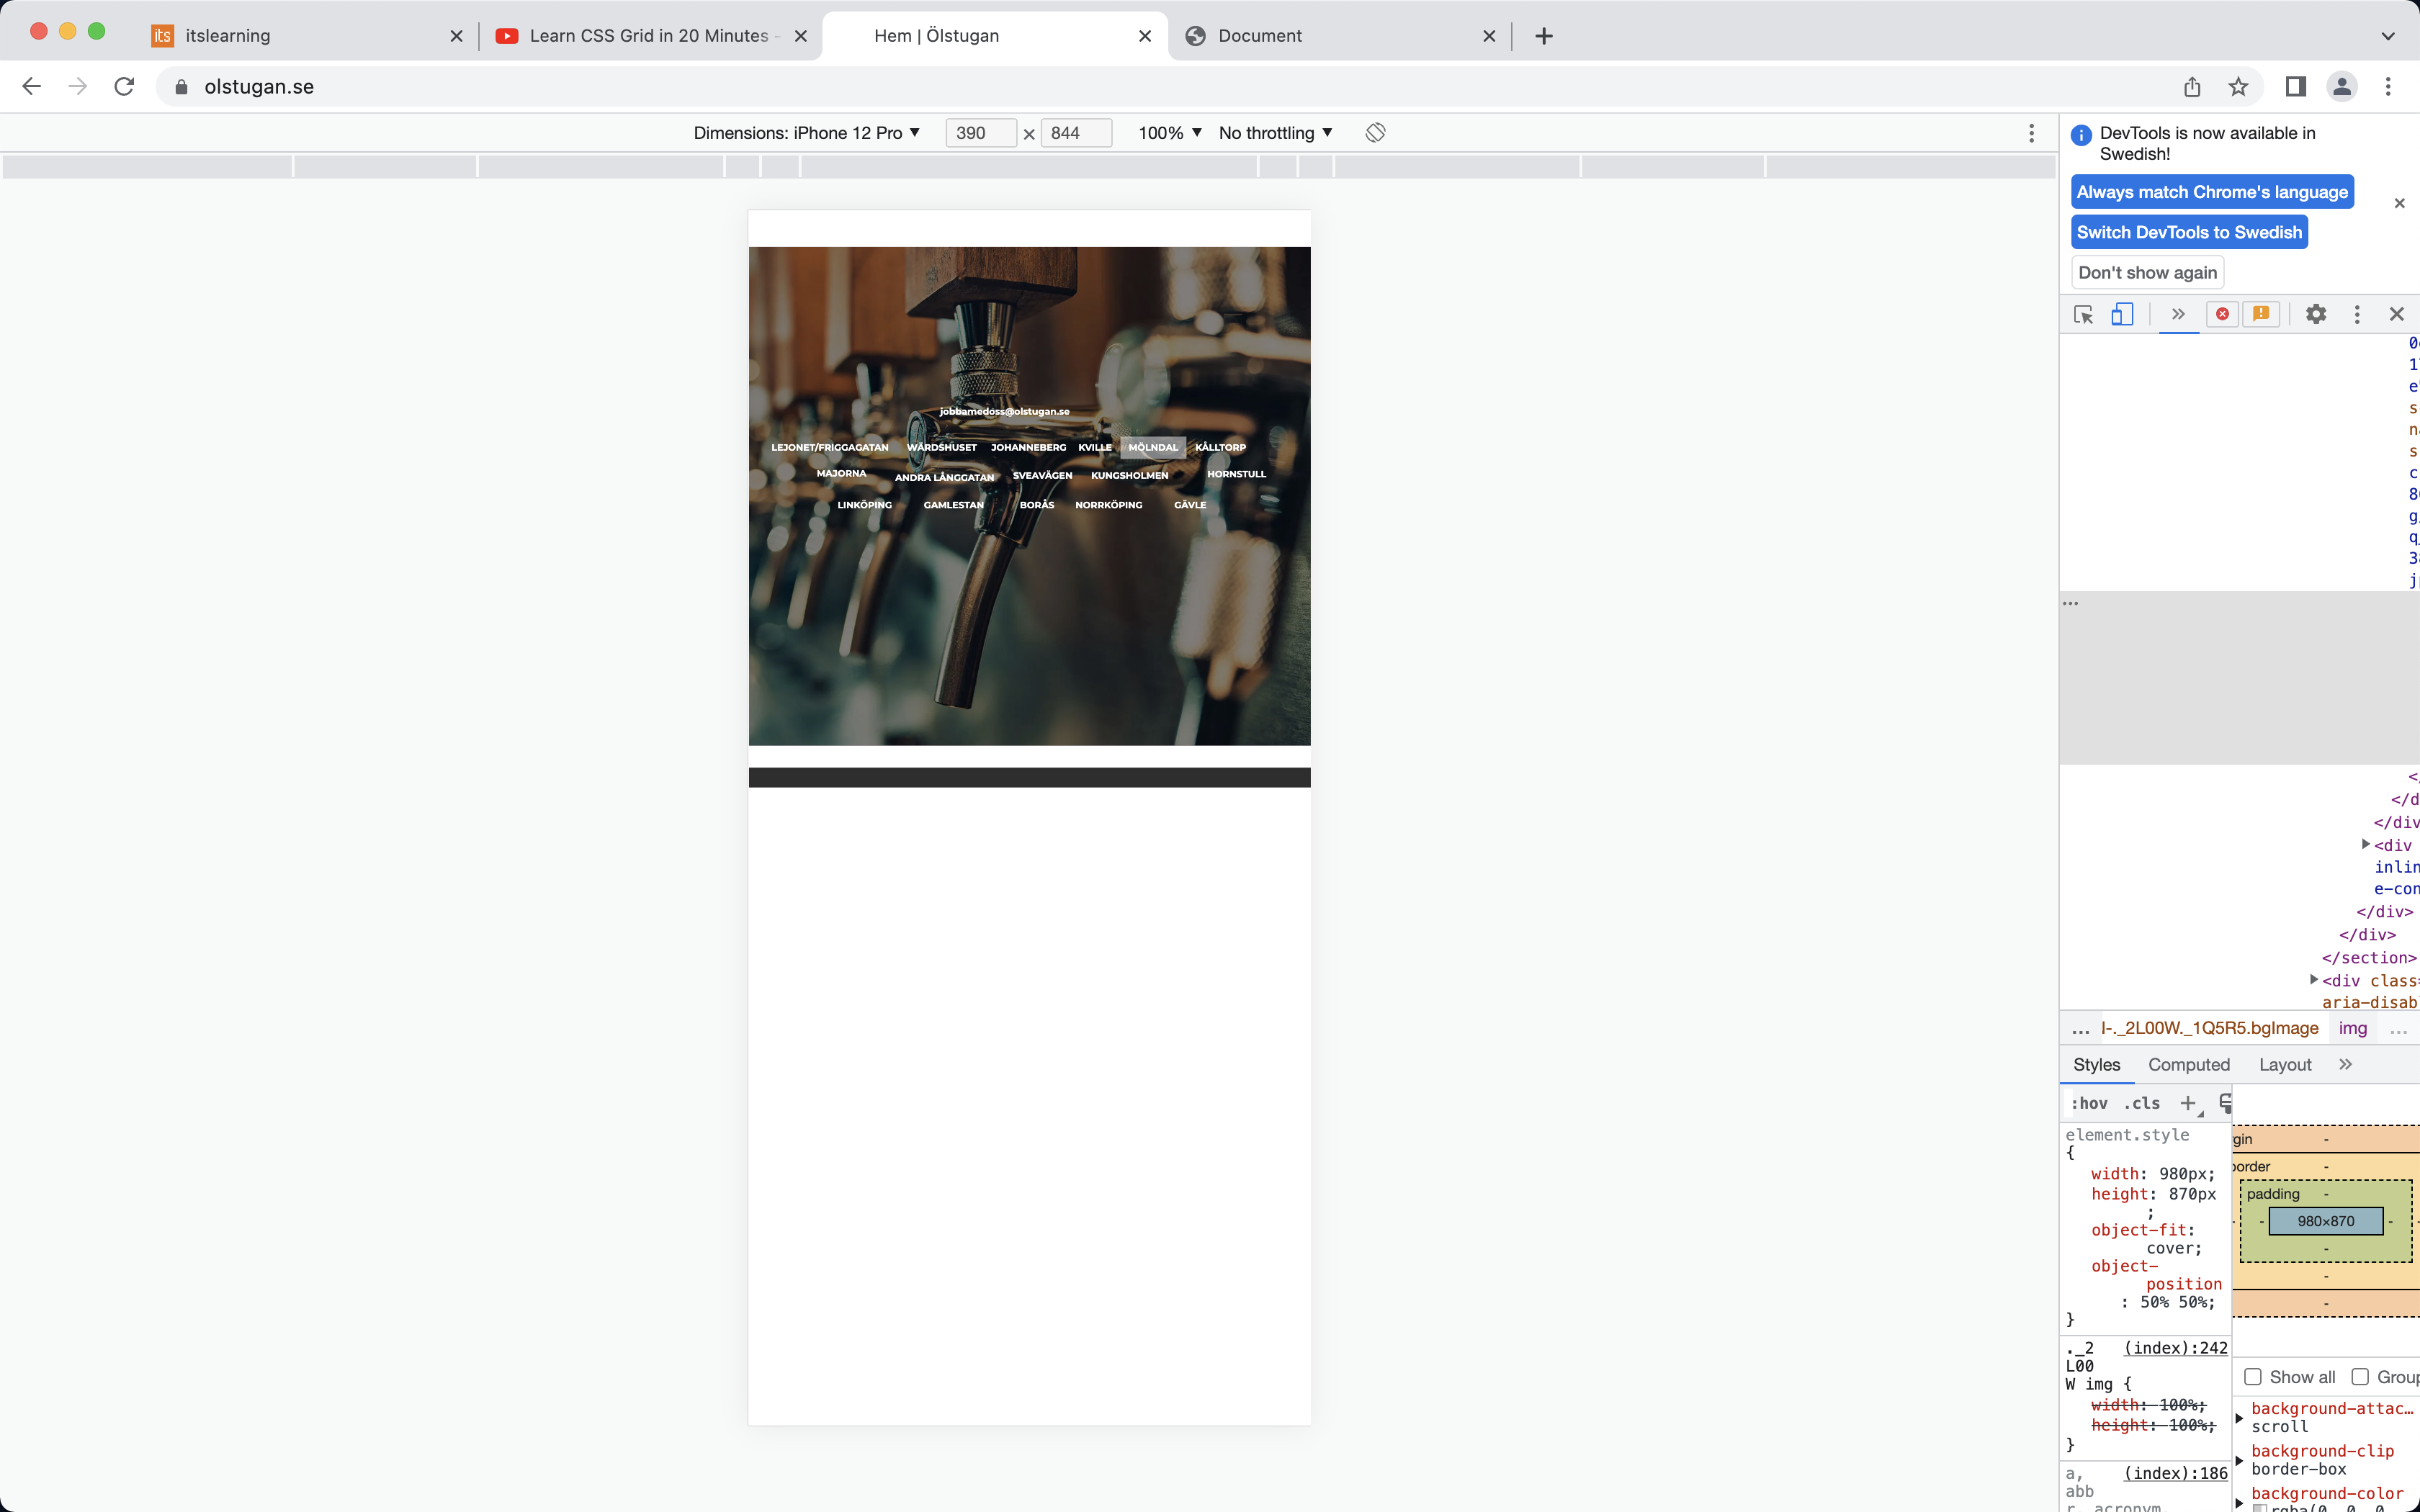 itslearning
Learn CSS Grid in 20 Minutes -
Hem | Ölstugan
Document
olstugan.se
Dimensions: iPhone 12 Pro ▼
390 × 844
100% ▼
No throttling ▼
jobbamedoss@olstugan.se
LEJONET/FRIGGAGATAN WÄRDSHUSET JOHANNEBERG KVILLE MÖLNDAL KÅLLTORP
MAJORNA ANDRA LÅNGGATAN SVEAVÄGEN KUNGSHOLMEN HORNSTULL
LINKÖPING GAMLESTAN BORÅS NORRKÖPING GÄVLE
DevTools is now available in
Swedish!
Always match Chrome's language
Switch DevTools to Swedish
Don't show again
e
s
n
s
c
8
g
q
3
j
...
</
</d
</div
<div
inlin
e-con
</div>
</div>
</section>
<div class=
aria-disab
... l-._2L00W._1Q5R5.bgImage img ...
Styles Computed Layout
:hov .cls +
element.style
{
width: 980px;
height: 870px
;
object-fit:
cover;
object-
position
: 50% 50%;
}
._2 (index):242
L00
W img {
width: 100%;
height: 100%;
}
a, (index):186
abb
r, acronym,
gin -
border -
padding -
- 980×870 -
-
-
-
Show all Group
background-attac…
scroll
background-clip
border-box
background-color
rgba(0, 0, 0